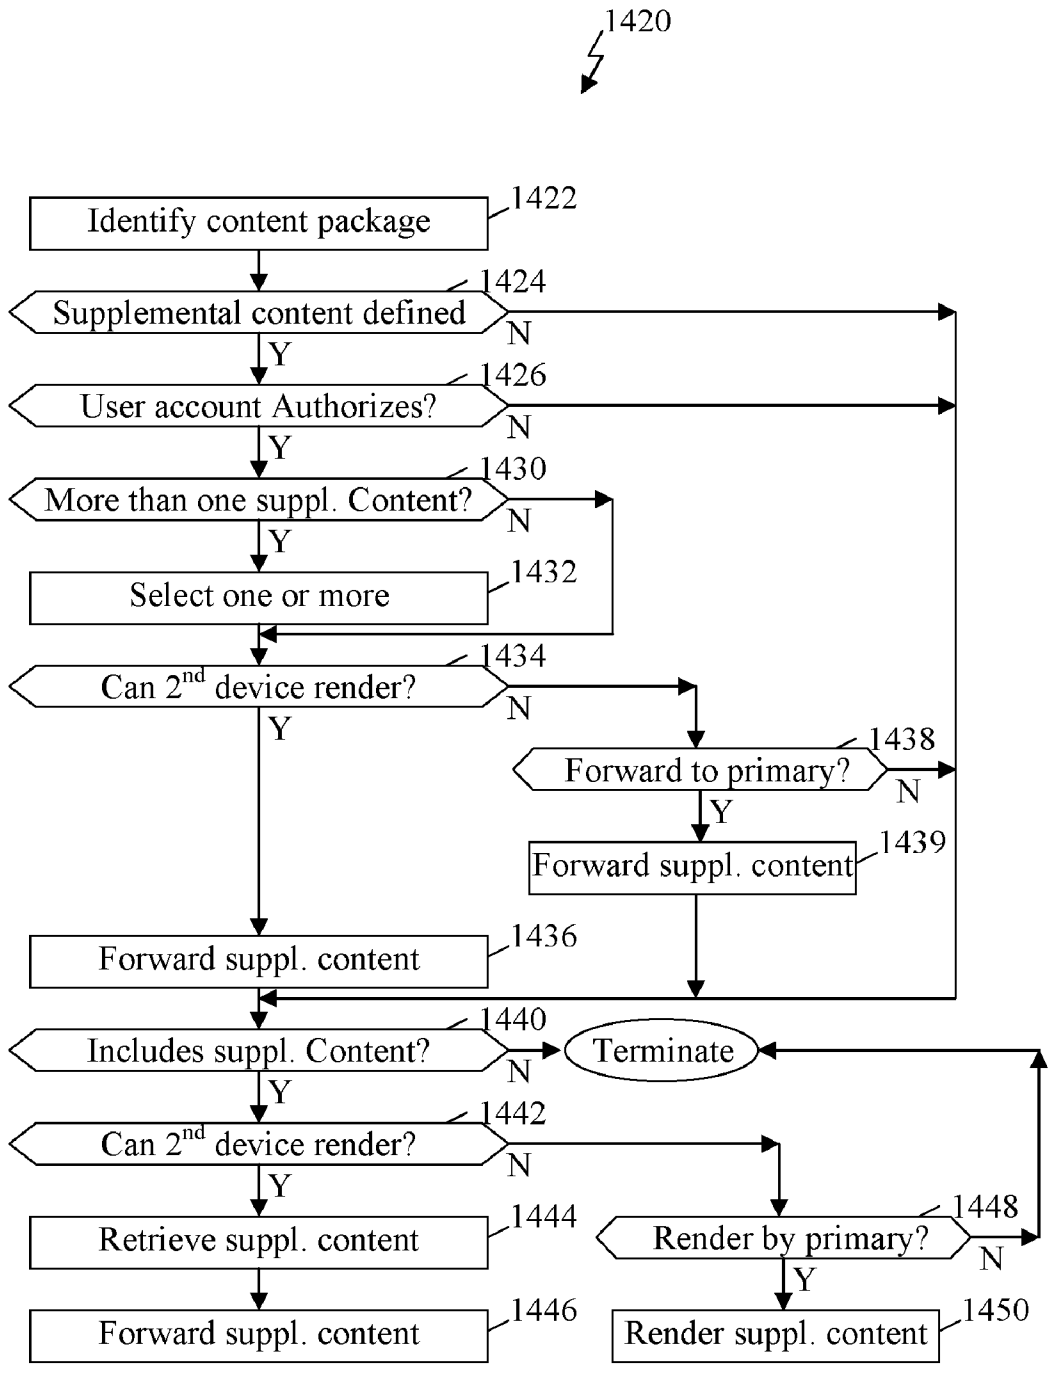 1420
1422
Identify content package
1424
Supplemental content defined
N
Y
1426
User account Authorizes?
N
Y
1430
More than one suppl. Content?
N
Y
1432
Select one or more
1434
Can 2nd device render?
N
Y
1438
Forward to primary?
N
Y
1439
Forward suppl. content
1436
Forward suppl. content
1440
Includes suppl. Content?
N
Terminate
Y
1442
Can 2nd device render?
N
Y
1444
Retrieve suppl. content
1448
Render by primary?
N
Y
1446
Forward suppl. content
1450
Render suppl. content